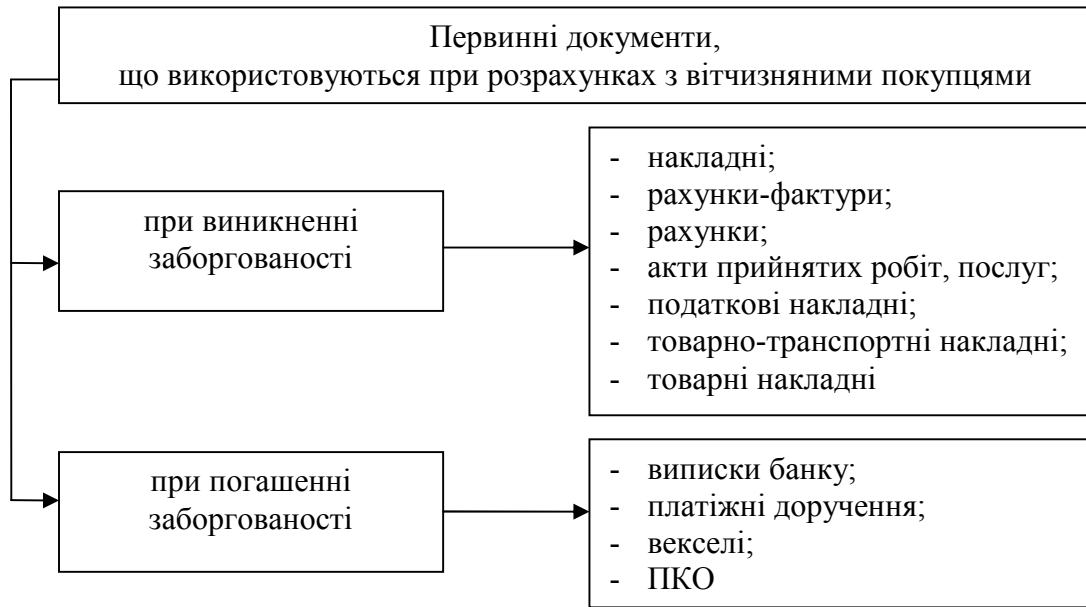 Первинні документи,
що використовуються при розрахунках з вітчизняними покупцями
при виникненні
заборгованості
- накладні;
- рахунки-фактури;
- рахунки;
- акти прийнятих робіт, послуг;
- податкові накладні;
- товарно-транспортні накладні;
- товарні накладні
при погашенні
заборгованості
- виписки банку;
- платіжні доручення;
- векселі;
- ПКО